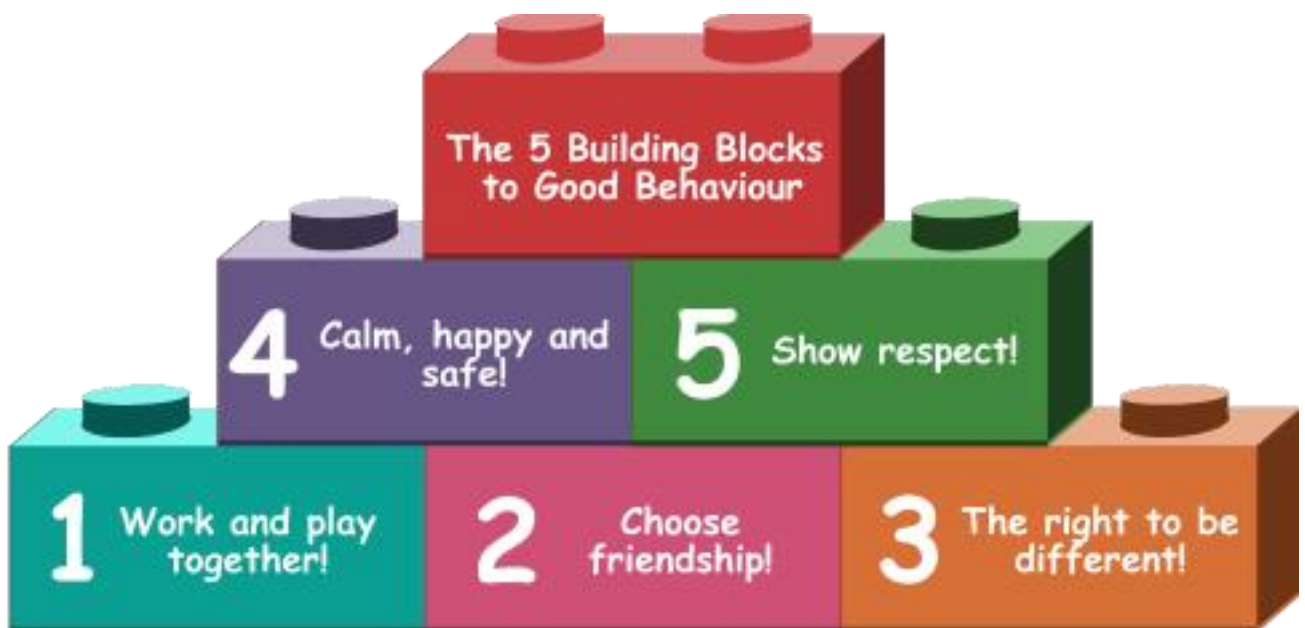 The 5 Building Blocks
to Good Behaviour
4 Calm, happy and
safe!
5 Show respect!
1 Work and play
together!
2 Choose
friendship!
3 The right to be
different!